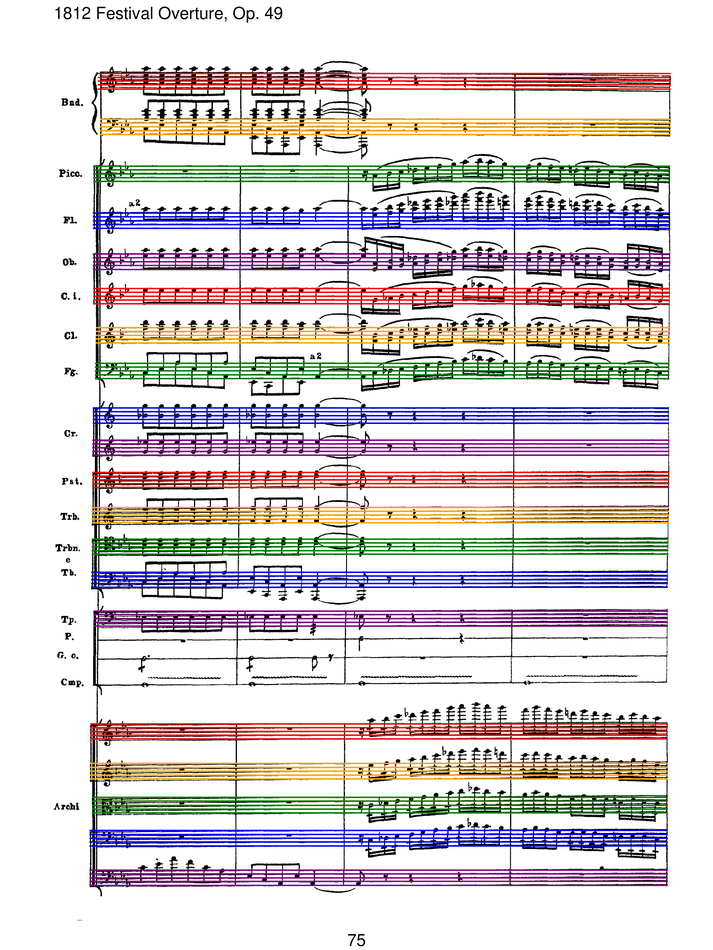 1812 Festival Overture, Op. 49
Bnd.
Picc.
a2
Fl.
Ob.
C. i.
Cl.
a2
Fg.
Cr.
Pst.
Trb.
Trbn.
e
Tb.
Tp.
P.
G. c.
Cmp.
Archi
75